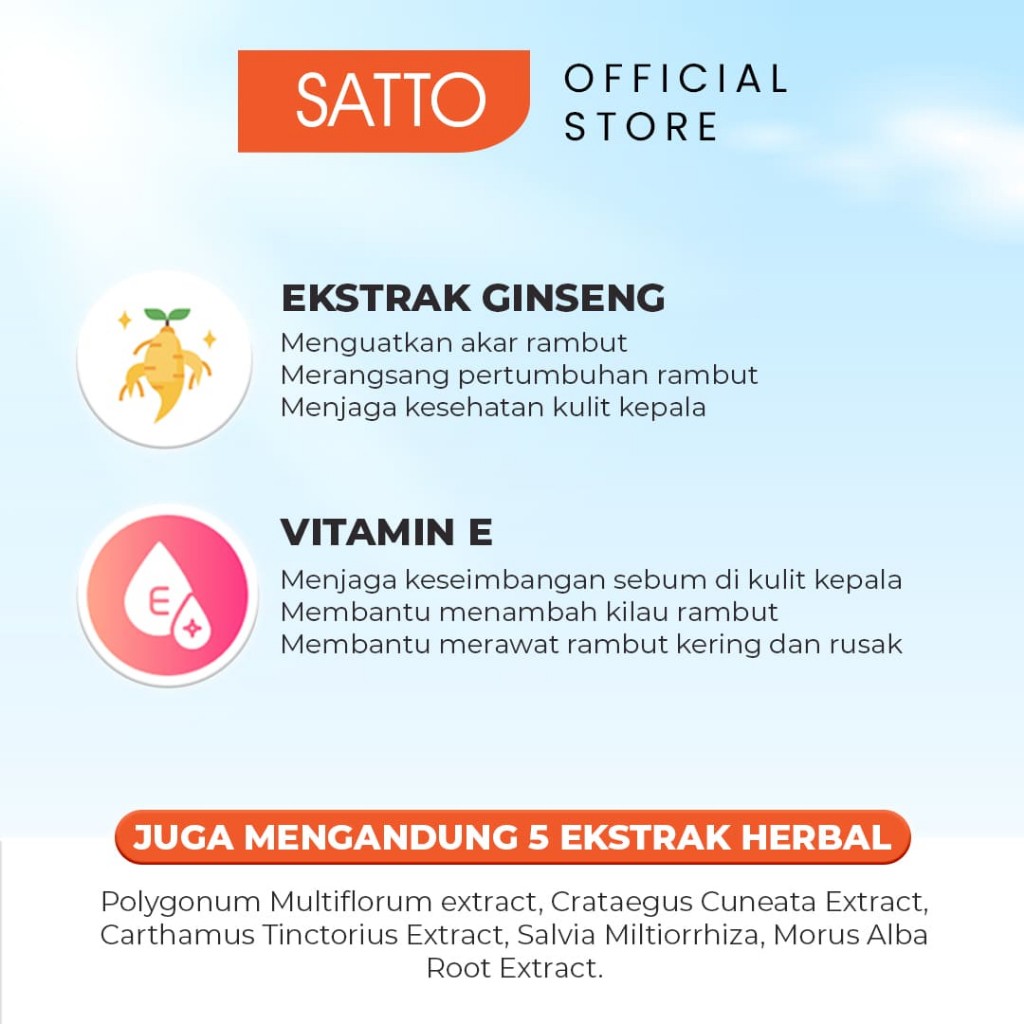 SATTO
OFFICIAL
STORE
EKSTRAK GINSENG
Menguatkan akar rambut
Merangsang pertumbuhan rambut
Menjaga kesehatan kulit kepala
E
VITAMIN E
Menjaga keseimbangan sebum di kulit kepala
Membantu menambah kilau rambut
Membantu merawat rambut kering dan rusak
JUGA MENGANDUNG 5 EKSTRAK HERBAL
Polygonum Multiflorum extract, Crataegus Cuneata Extract,
Carthamus Tinctorius Extract, Salvia Miltiorrhiza, Morus Alba
Root Extract.